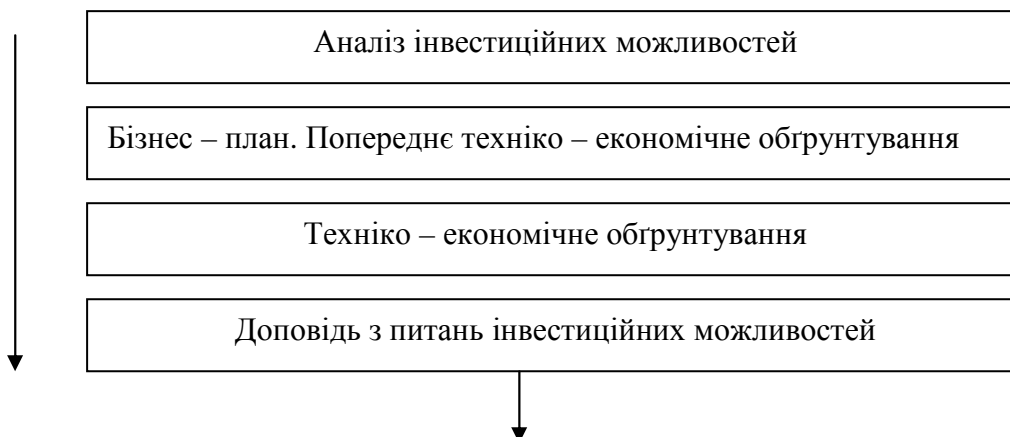 Аналіз інвестиційних можливостей
Бізнес – план. Попереднє техніко – економічне обґрунтування
Техніко – економічне обґрунтування
Доповідь з питань інвестиційних можливостей